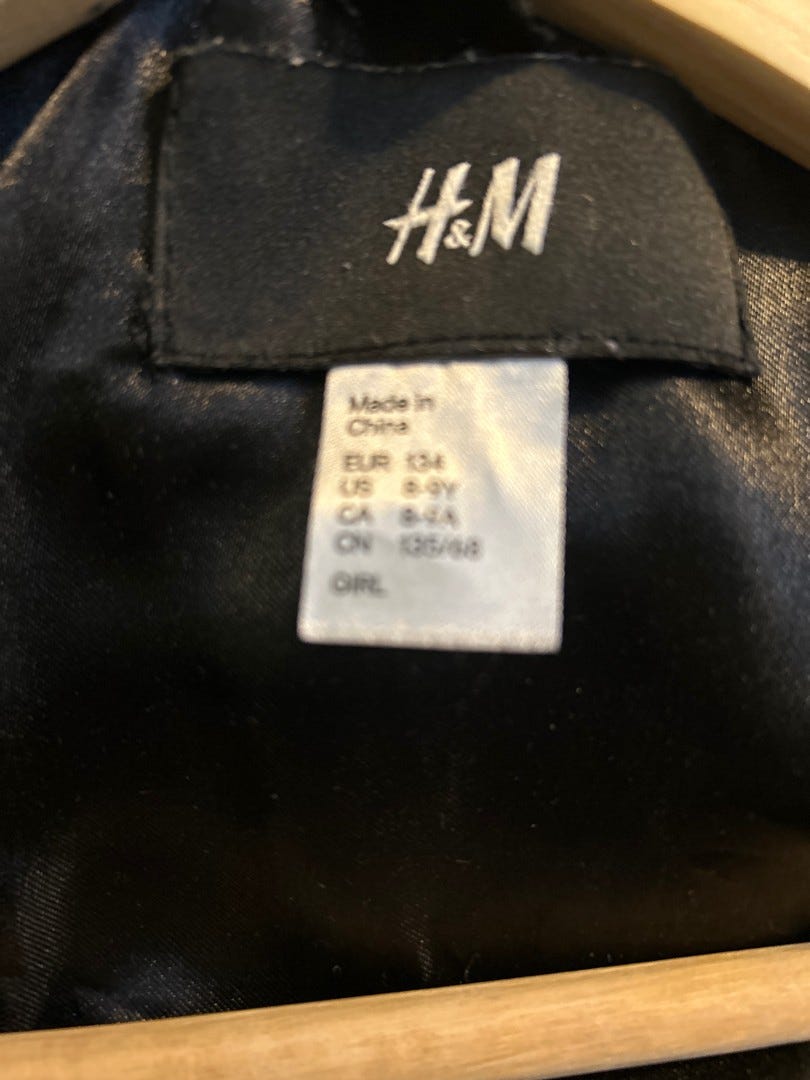 H&M
Made in
China
EUR 134
US 8-9Y
CA 8-9A
CN 135/68
GIRL